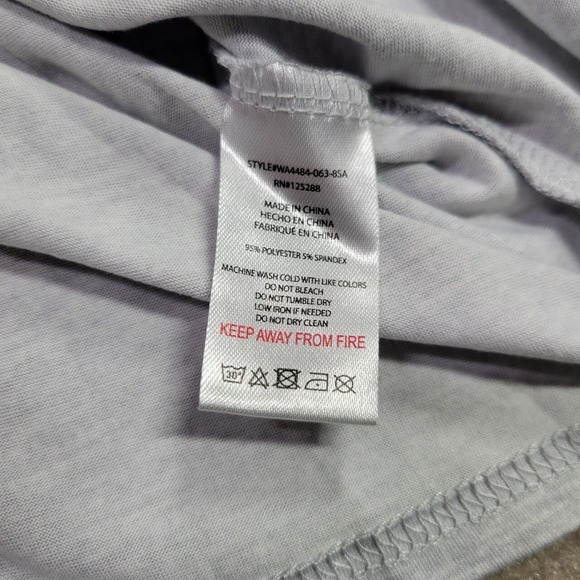 STYLE#WA4484-063-85A
RN#125288
MADE IN CHINA
HECHO EN CHINA
FABRIQUÉ EN CHINA
95% POLYESTER 5% SPANDEX
MACHINE WASH COLD WITH LIKE COLORS
DO NOT BLEACH
DO NOT TUMBLE DRY
LOW IRON IF NEEDED
DO NOT DRY CLEAN
KEEP AWAY FROM FIRE
30°